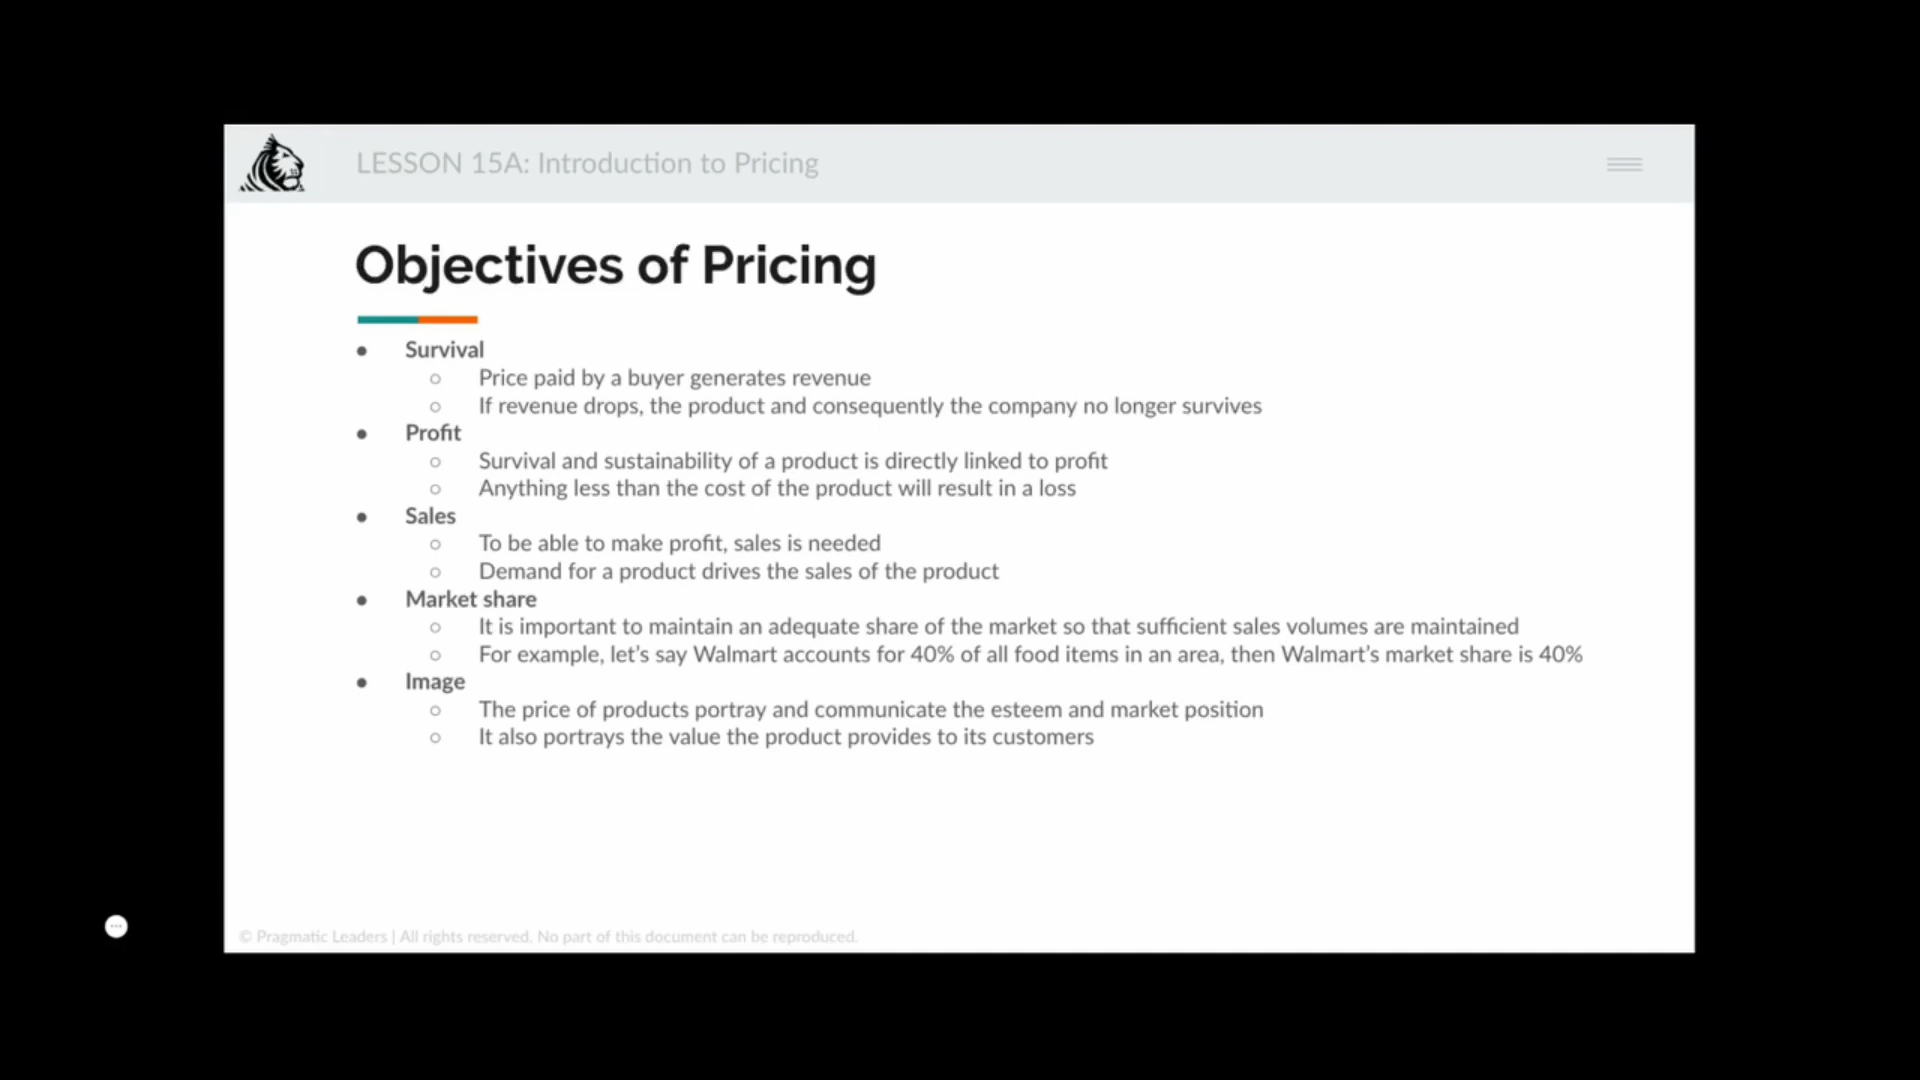 LESSON 15A: Introduction to Pricing
Objectives of Pricing
● Survival
○ Price paid by a buyer generates revenue
○ If revenue drops, the product and consequently the company no longer survives
● Profit
○ Survival and sustainability of a product is directly linked to profit
○ Anything less than the cost of the product will result in a loss
● Sales
○ To be able to make profit, sales is needed
○ Demand for a product drives the sales of the product
● Market share
○ It is important to maintain an adequate share of the market so that sufficient sales volumes are maintained
○ For example, let's say Walmart accounts for 40% of all food items in an area, then Walmart's market share is 40%
● Image
○ The price of products portray and communicate the esteem and market position
○ It also portrays the value the product provides to its customers
© Pragmatic Leaders | All rights reserved. No part of this document can be reproduced.